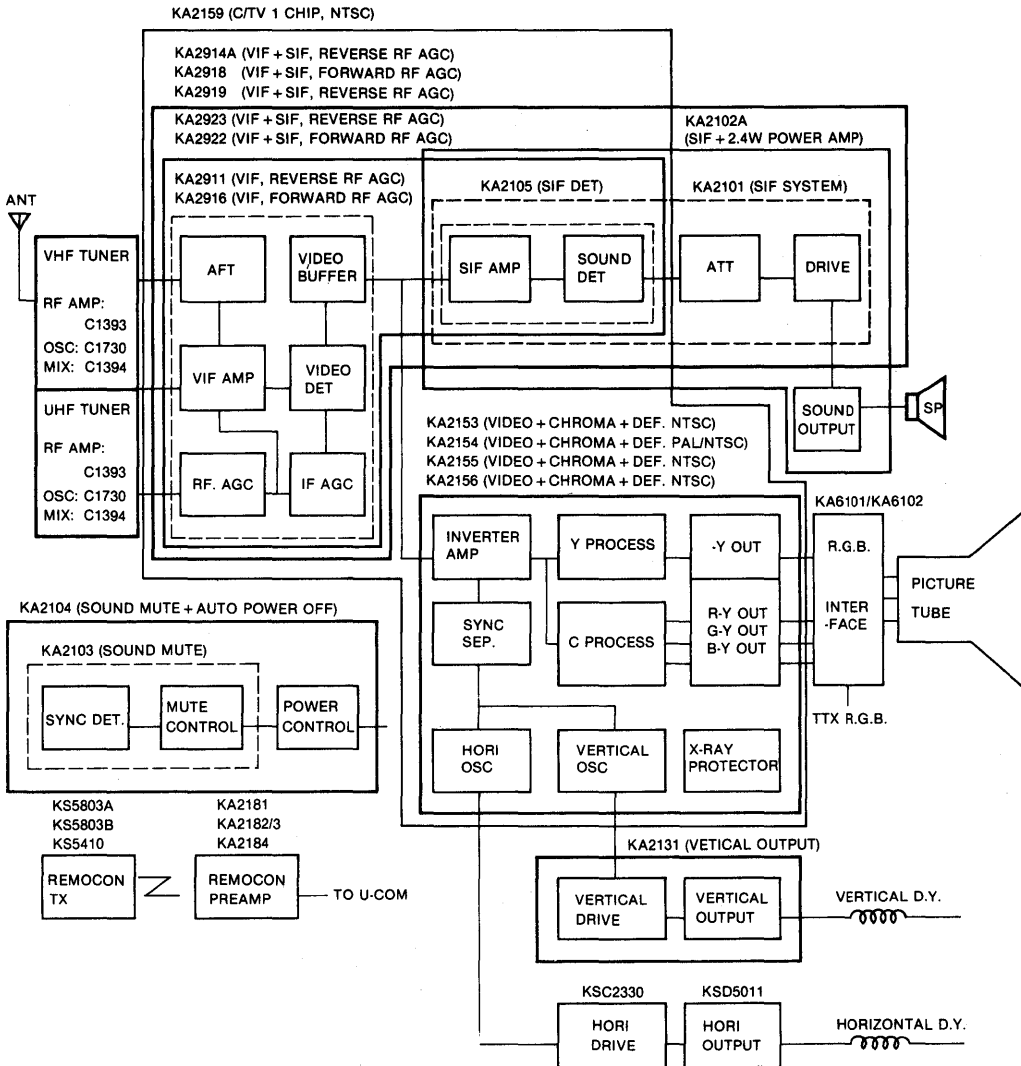 KA2159 (C/TV 1 CHIP, NTSC)
KA2914A (VIF + SIF, REVERSE RF AGC)
KA2918 (VIF + SIF, FORWARD RF AGC)
KA2919 (VIF + SIF, REVERSE RF AGC)
KA2923 (VIF + SIF, REVERSE RF AGC)
KA2922 (VIF + SIF, FORWARD RF AGC)
KA2102A
(SIF + 2.4W POWER AMP)
KA2911 (VIF, REVERSE RF AGC)
KA2916 (VIF, FORWARD RF AGC)
KA2105 (SIF DET)
KA2101 (SIF SYSTEM)
ANT
VHF TUNER
RF AMP:
C1393
OSC: C1730
MIX: C1394
UHF TUNER
RF AMP:
C1393
OSC: C1730
MIX: C1394
AFT
VIDEO
BUFFER
VIF AMP
VIDEO
DET
RF. AGC
IF AGC
SIF AMP
SOUND
DET
ATT
DRIVE
SOUND
OUTPUT
SP
KA2153 (VIDEO + CHROMA + DEF. NTSC)
KA2154 (VIDEO + CHROMA + DEF. PAL/NTSC)
KA2155 (VIDEO + CHROMA + DEF. NTSC)
KA2156 (VIDEO + CHROMA + DEF. NTSC)
KA6101/KA6102
INVERTER
AMP
Y PROCESS
-Y OUT
R.G.B.
INTER
-FACE
PICTURE
TUBE
SYNC
SEP.
C PROCESS
R-Y OUT
G-Y OUT
B-Y OUT
TTX R.G.B.
HORI
OSC
VERTICAL
OSC
X-RAY
PROTECTOR
KA2104 (SOUND MUTE + AUTO POWER OFF)
KA2103 (SOUND MUTE)
SYNC DET.
MUTE
CONTROL
POWER
CONTROL
KS5803A
KS5803B
KS5410
KA2181
KA2182/3
KA2184
REMOCON
TX
REMOCON
PREAMP
TO U-COM
KA2131 (VETICAL OUTPUT)
VERTICAL
DRIVE
VERTICAL
OUTPUT
VERTICAL D.Y.
KSC2330
KSD5011
HORI
DRIVE
HORI
OUTPUT
HORIZONTAL D.Y.